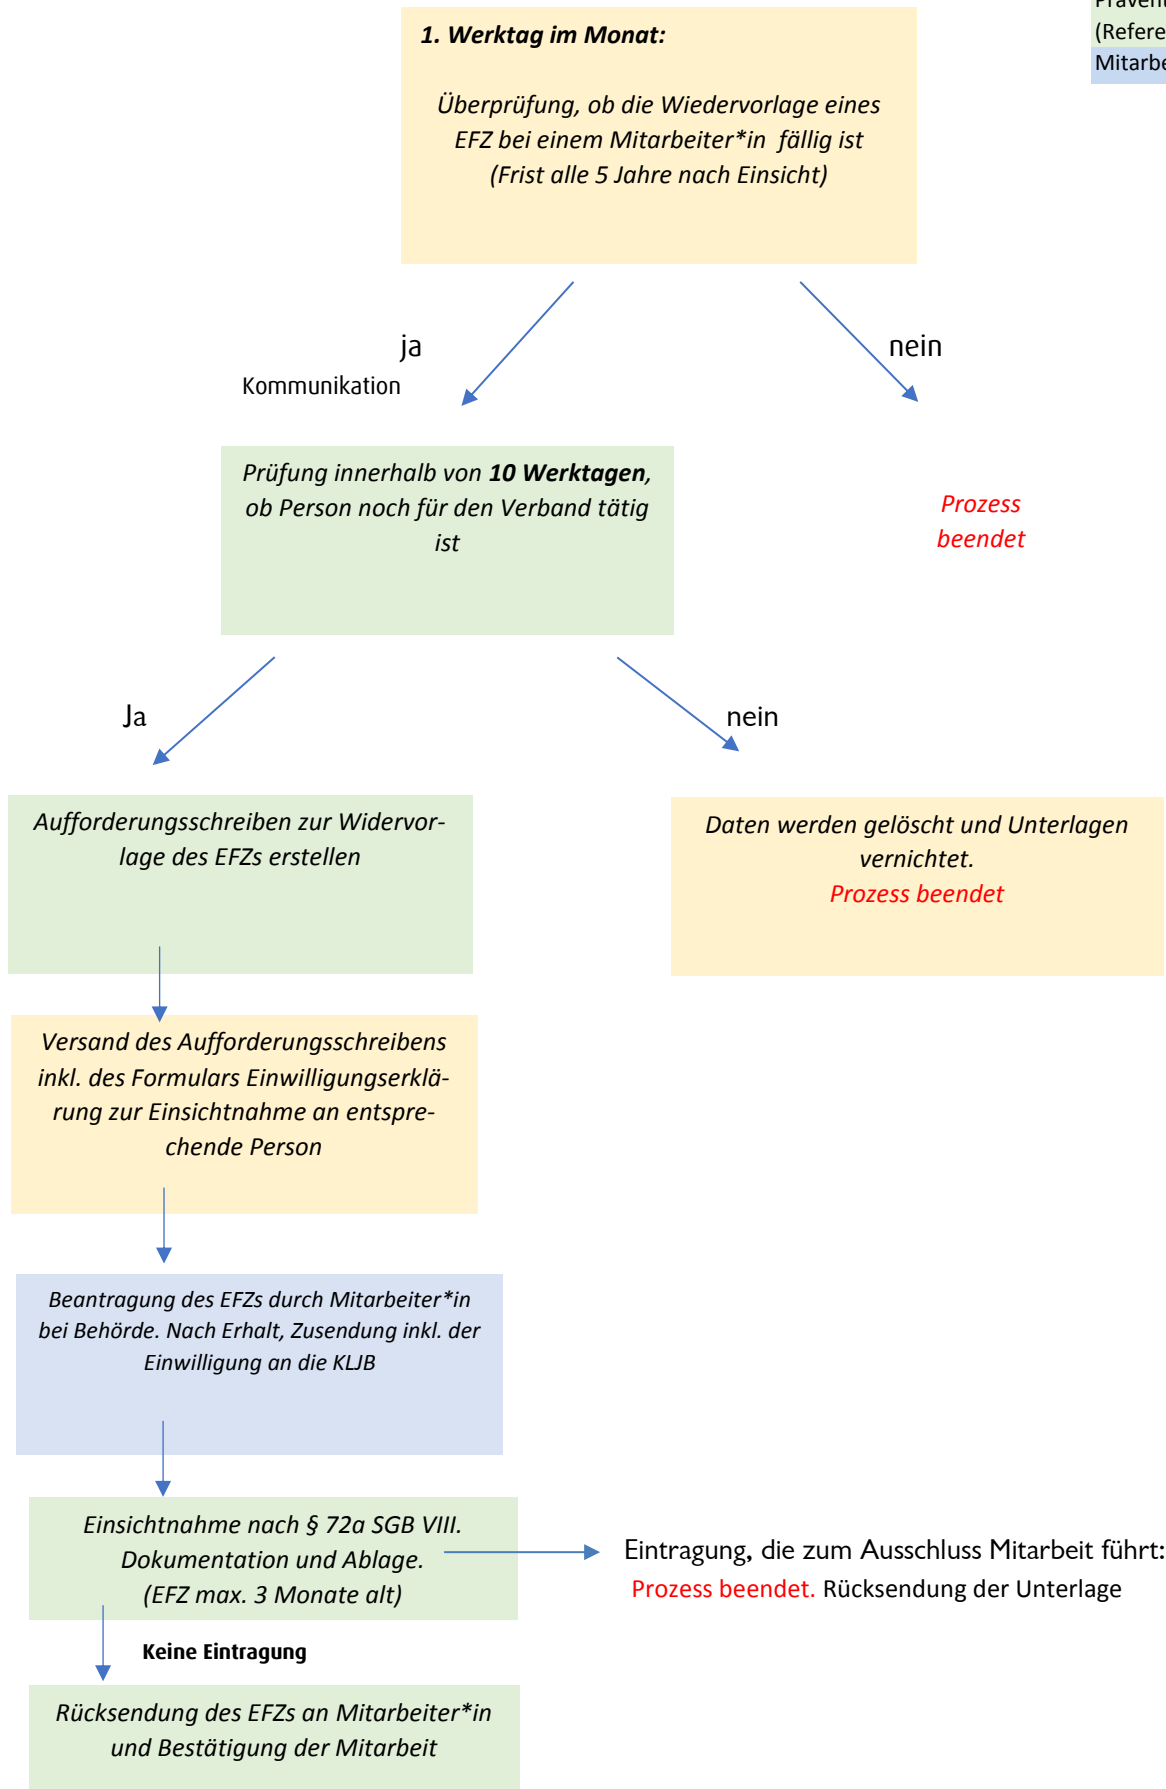 (Refere
Mitarbe
1. Werktag im Monat:
Überprüfung, ob die Wiedervorlage eines
EFZ bei einem Mitarbeiter*in fällig ist
(Frist alle 5 Jahre nach Einsicht)
ja
nein
Kommunikation
Prüfung innerhalb von 10 Werktagen,
ob Person noch für den Verband tätig
ist
Prozess
beendet
Ja
nein
Aufforderungsschreiben zur Widervor-
lage des EFZs erstellen
Daten werden gelöscht und Unterlagen
vernichtet.
Prozess beendet
Versand des Aufforderungsschreibens
inkl. des Formulars Einwilligungserklä-
rung zur Einsichtnahme an entspre-
chende Person
Beantragung des EFZs durch Mitarbeiter*in
bei Behörde. Nach Erhalt, Zusendung inkl. der
Einwilligung an die KLJB
Einsichtnahme nach § 72a SGB VIII.
Dokumentation und Ablage.
(EFZ max. 3 Monate alt)
Eintragung, die zum Ausschluss Mitarbeit führt:
Prozess beendet. Rücksendung der Unterlage
Keine Eintragung
Rücksendung des EFZs an Mitarbeiter*in
und Bestätigung der Mitarbeit